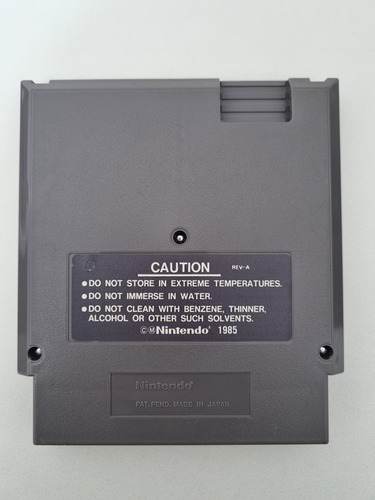 CAUTION REV-A
●DO NOT STORE IN EXTREME TEMPERATURES.
●DO NOT IMMERSE IN WATER.
●DO NOT CLEAN WITH BENZENE, THINNER,
ALCOHOL OR OTHER SUCH SOLVENTS.
©ⓂNintendo® 1985
Nintendo®
PAT. PEND. MADE IN JAPAN